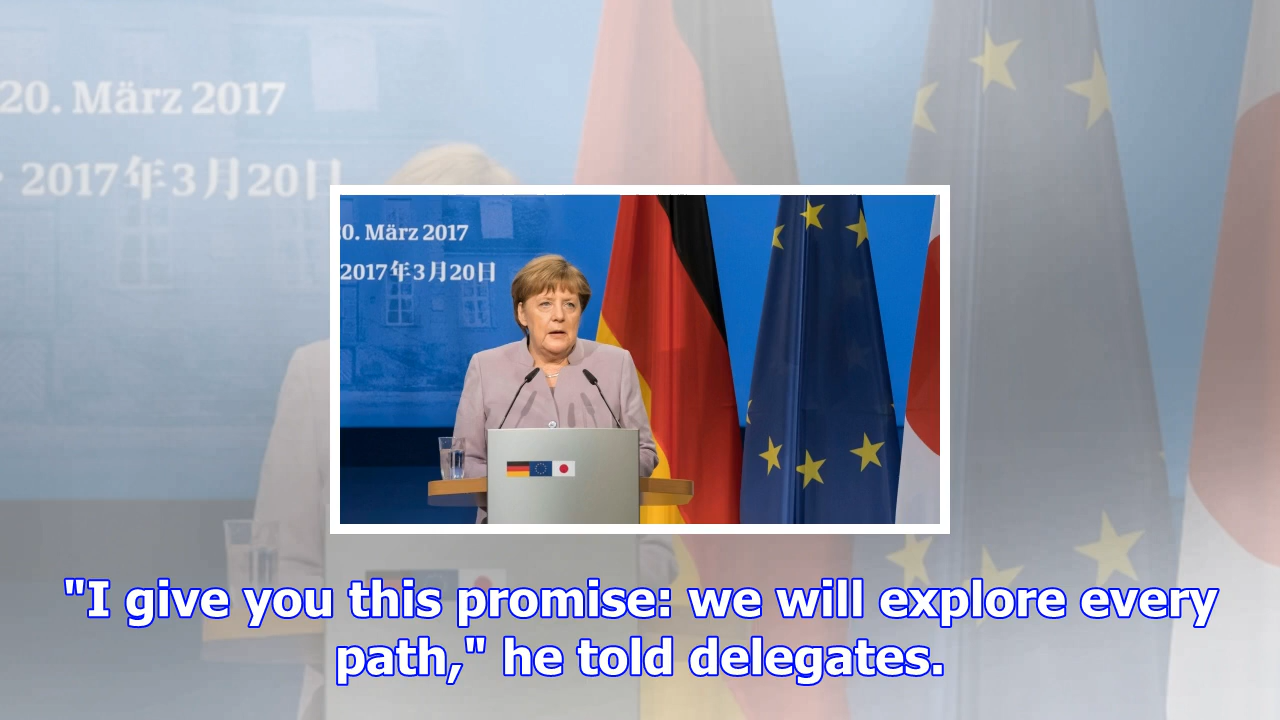 20. März 2017
· 2017年3月20日
0. März 2017
2017年3月20日
"I give you this promise: we will explore every
path," he told delegates.